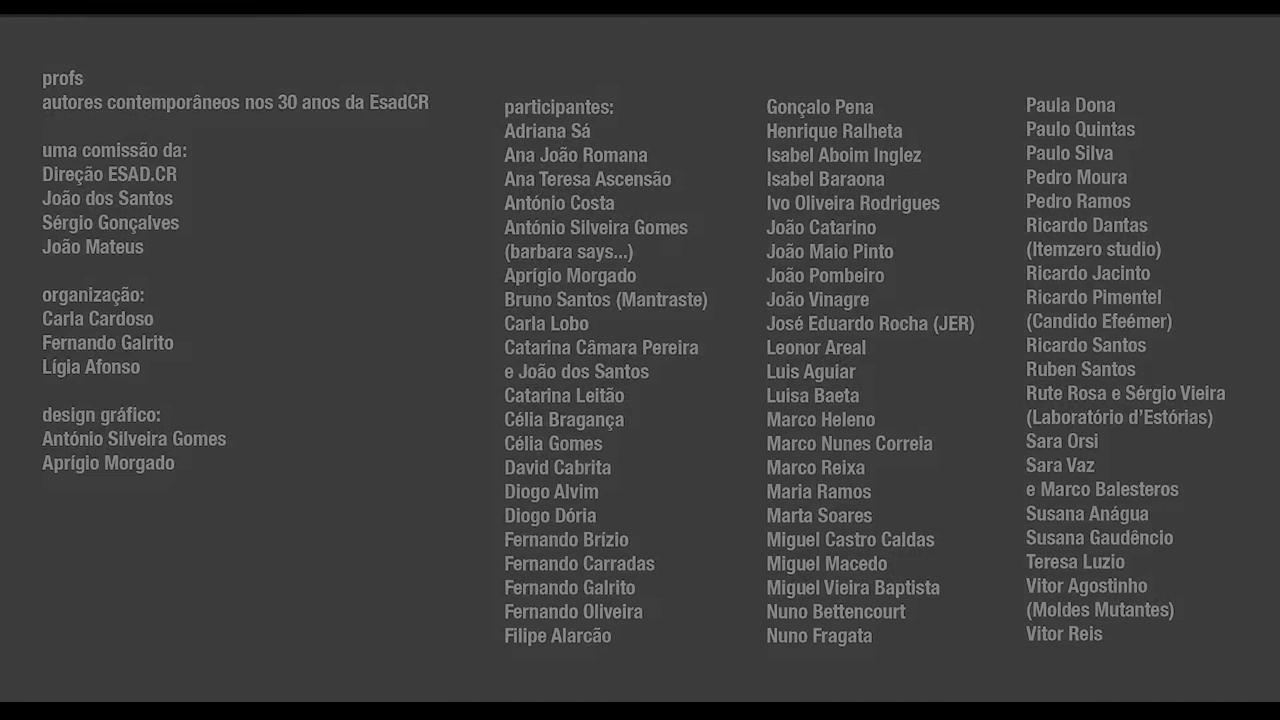 profs
autores contemporâneos nos 30 anos da EsadCR
uma comissão da:
Direção ESAD.CR
João dos Santos
Sérgio Gonçalves
João Mateus
organização:
Carla Cardoso
Fernando Galrito
Lígia Afonso
design gráfico:
António Silveira Gomes
Aprígio Morgado
participantes:
Adriana Sá
Ana João Romana
Ana Teresa Ascensão
António Costa
António Silveira Gomes
(barbara says...)
Aprígio Morgado
Bruno Santos (Mantraste)
Carla Lobo
Catarina Câmara Pereira
e João dos Santos
Catarina Leitão
Célia Bragança
Célia Gomes
David Cabrita
Diogo Alvim
Diogo Dória
Fernando Brízio
Fernando Carradas
Fernando Galrito
Fernando Oliveira
Filipe Alarcão
Gonçalo Pena
Henrique Ralheta
Isabel Aboim Inglez
Isabel Baraona
Ivo Oliveira Rodrigues
João Catarino
João Maio Pinto
João Pombeiro
João Vinagre
José Eduardo Rocha (JER)
Leonor Areal
Luis Aguiar
Luisa Baeta
Marco Heleno
Marco Nunes Correia
Marco Reixa
Maria Ramos
Marta Soares
Miguel Castro Caldas
Miguel Macedo
Miguel Vieira Baptista
Nuno Bettencourt
Nuno Fragata
Paula Dona
Paulo Quintas
Paulo Silva
Pedro Moura
Pedro Ramos
Ricardo Dantas
(Itemzero studio)
Ricardo Jacinto
Ricardo Pimentel
(Candido Efeémer)
Ricardo Santos
Ruben Santos
Rute Rosa e Sérgio Vieira
(Laboratório d’Estórias)
Sara Orsi
Sara Vaz
e Marco Balesteros
Susana Anágua
Susana Gaudêncio
Teresa Luzio
Vitor Agostinho
(Moldes Mutantes)
Vitor Reis